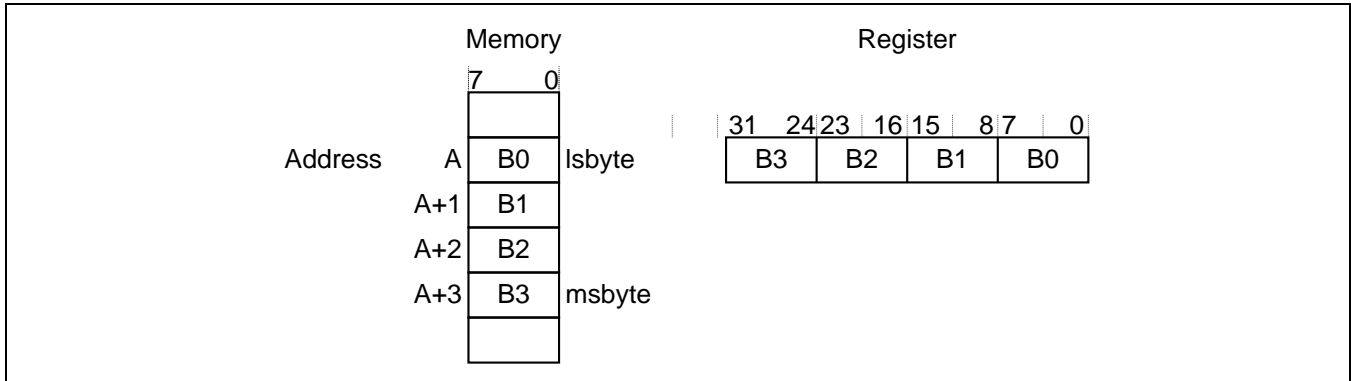 Memory Register
7 0
31 24 23 16 15 8 7 0
Address A B0 lsbyte B3 B2 B1 B0
A+1 B1
A+2 B2
A+3 B3 msbyte